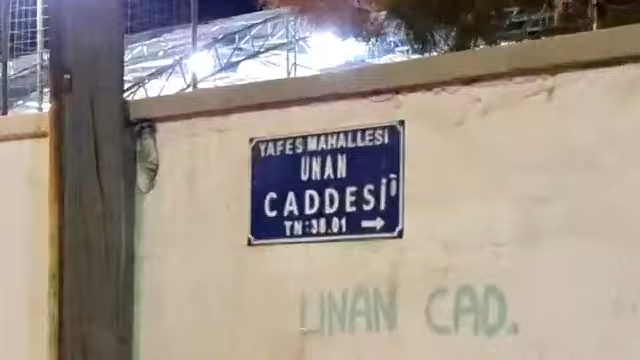 YAFES MAHALLESİ
UNAN
CADDESİ
TN:38.01 →
UNAN CAD.